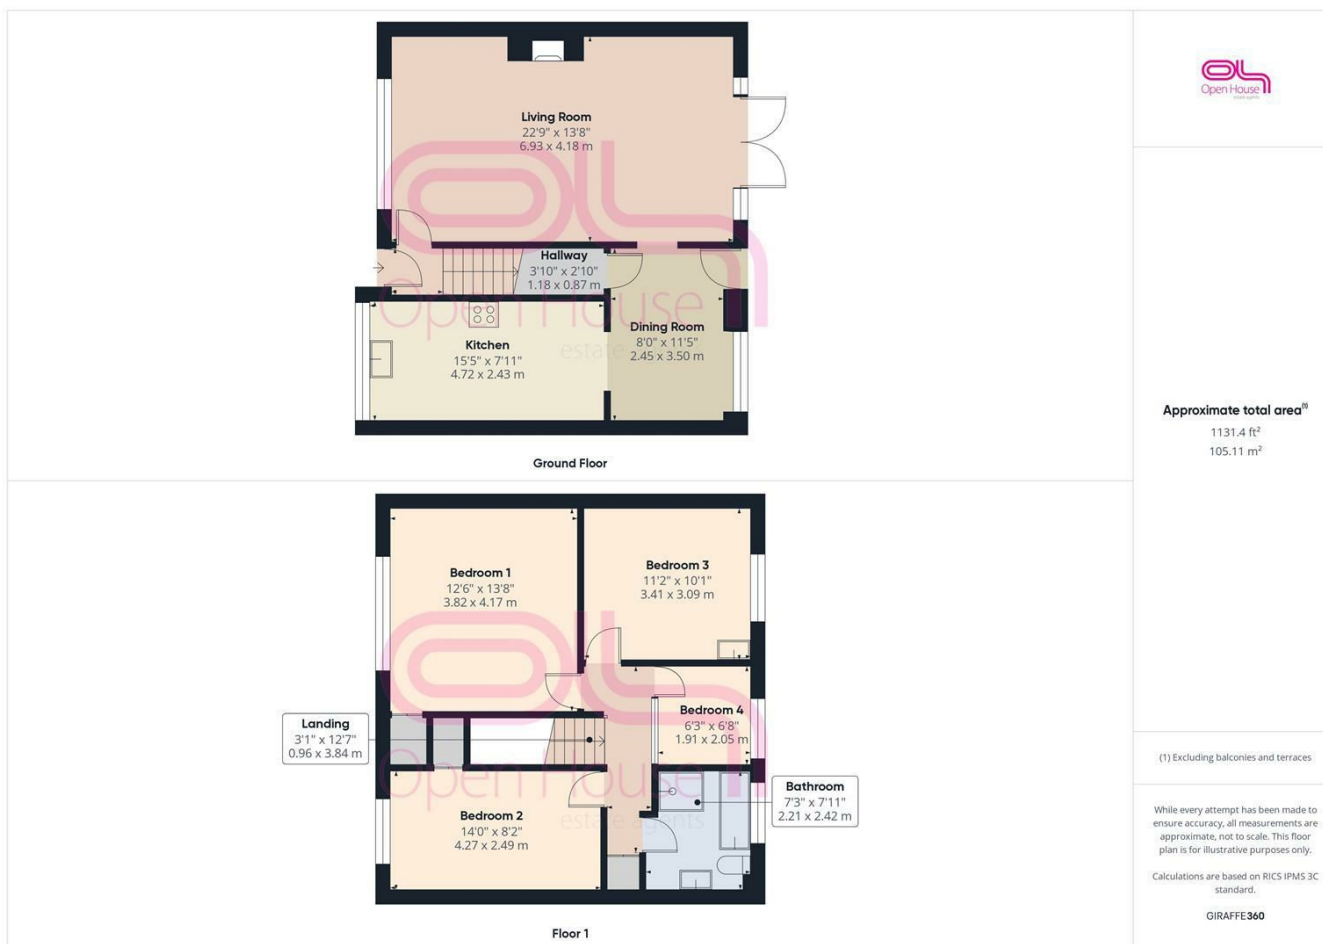 Living Room
22'9" x 13'8"
6.93 x 4.18 m
Hallway
3'10" x 2'10"
1.18 x 0.87 m
Kitchen
15'5" x 7'11"
4.72 x 2.43 m
Dining Room
8'0" x 11'5"
2.45 x 3.50 m
Open House
estate
Ground Floor
Bedroom 1
12'6" x 13'8"
3.82 x 4.17 m
Bedroom 3
11'2" x 10'1"
3.41 x 3.09 m
Landing
3'1" x 12'7"
0.96 x 3.84 m
Bedroom 4
6'3" x 6'8"
1.91 x 2.05 m
Bedroom 2
14'0" x 8'2"
4.27 x 2.49 m
Bathroom
7'3" x 7'11"
2.21 x 2.42 m
Open House
estate agents
Floor 1
Open House
estate agents
Approximate total area(1)
1131.4 ft²
105.11 m²
(1) Excluding balconies and terraces
While every attempt has been made to
ensure accuracy, all measurements are
approximate, not to scale. This floor
plan is for illustrative purposes only.
Calculations are based on RICS IPMS 3C
standard.
GIRAFFE360